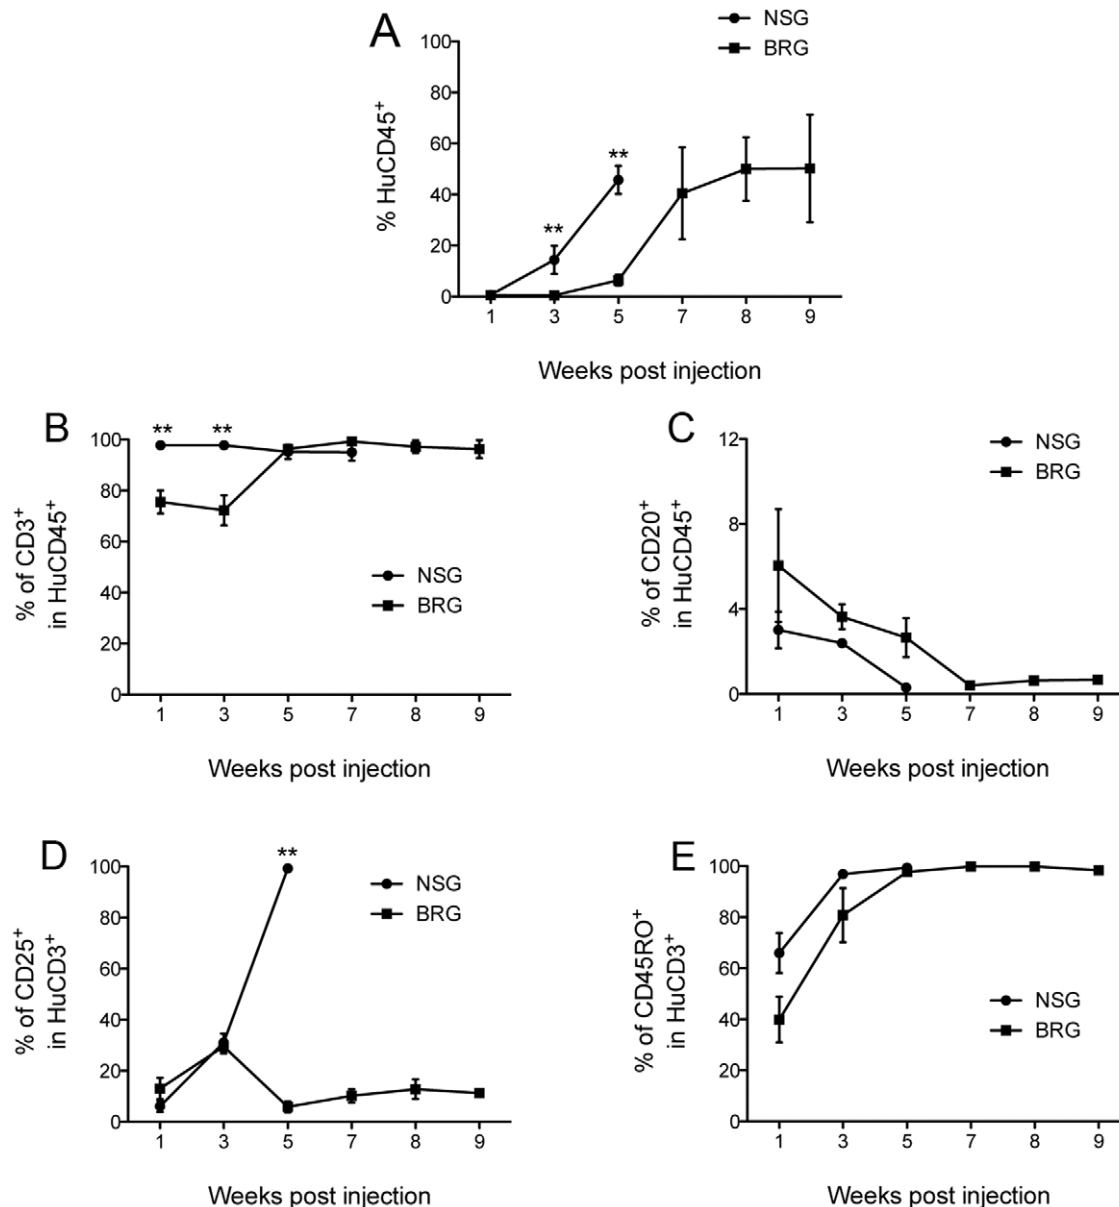 A
NSG
BRG
% HuCD45+
100
80
60
40
20
0
**
**
1 3 5 7 8 9
Weeks post injection
B
% of CD3+
in HuCD45+
100
80
60
40
20
0
** **
NSG
BRG
1 3 5 7 8 9
Weeks post injection
C
% of CD20+
in HuCD45+
12
8
4
0
NSG
BRG
1 3 5 7 8 9
Weeks post injection
D
% of CD25+
in HuCD3+
100
80
60
40
20
0
**
NSG
BRG
1 3 5 7 8 9
Weeks post injection
E
% of CD45RO+
in HuCD3+
100
80
60
40
20
0
NSG
BRG
1 3 5 7 8 9
Weeks post injection